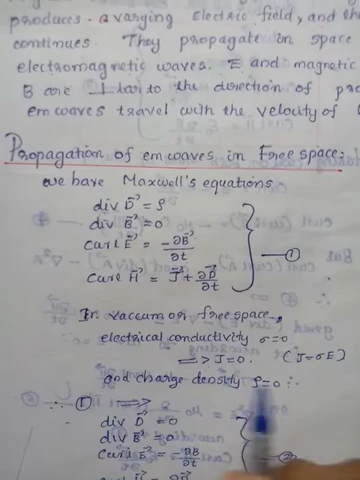 produces a varying Electric field, and th
continues. They propagate in space
electromagnetic waves. E and magnetic
B are ⊥lar to the direction of pro
em waves travel with the velocity of
Propagation of em waves in Free space:
we have Maxwell's equations
div D⃗ = ρ
div B⃗ = 0
curl E⃗ = -∂B⃗/∂t
curl H⃗ = J⃗ + ∂D⃗/∂t
①
In vaccum or free space,
electrical conductivity σ=0
=> J=0. (J=σE)
and charge density ρ=0
∴ ① =>
div D⃗ = 0
div B⃗ = 0
curl E⃗ = -∂B/∂t